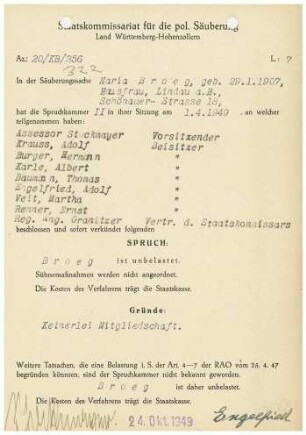 Staatskommissariat für die pol. Säuberung
Land Württemberg-Hohenzollern
Az: 20/KB/356 L: 7
322
In der Säuberungssache Maria B r o e g, geb. 29.1.1907,
Hausfrau, Lindau a.B.,
Schönauer- Strasse 18,
hat die Spruchkammer II in ihrer Sitzung am 1.4.1949 , an welcher
teilgenommen haben:
Assessor Stockmayer Vorsitzender
Krauss, Adolf Beisitzer
Burger, Hermann "
Karle, Albert "
Baumann, Thomas "
Engelfried, Adolf "
Veit, Martha "
Renner, Ernst "
Reg. Ang. Granitzer Vertr. d. Staatskommissars
beschlossen und sofort verkündet folgenden
SPRUCH:
B r o e g ist unbelastet.
Sühnemaßnahmen werden nicht angeordnet.
Die Kosten des Verfahrens trägt die Staatskasse.
Gründe:
Keinerlei Mitgliedschaft.
Weitere Tatsachen, die eine Belastung i. S. der Art. 4—7 der RAO vom 25. 4. 47
begründen könnten, sind der Spruchkammer nicht bekannt geworden.
B r o e g ist daher unbelastet.
Die Kosten des Verfahrens trägt die Staatskasse.
24. Okt. 1949
Engelfried